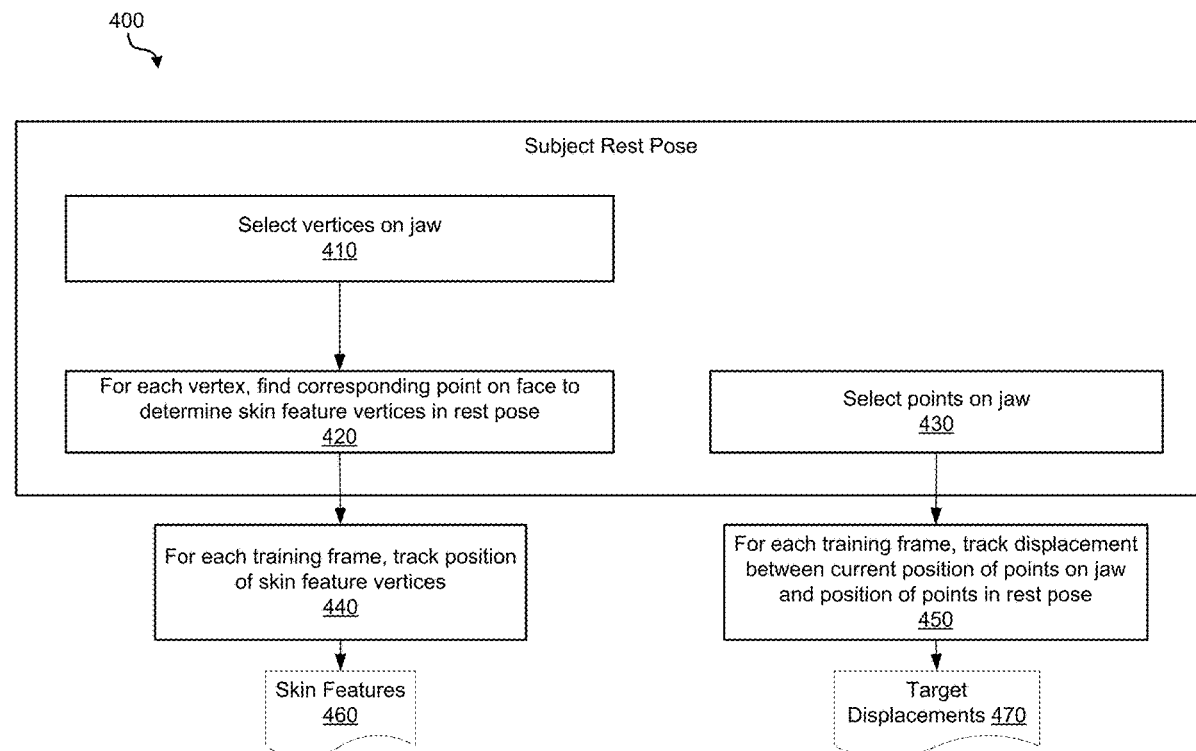 400
Subject Rest Pose
Select vertices on jaw
410
For each vertex, find corresponding point on face to
determine skin feature vertices in rest pose
420
Select points on jaw
430
For each training frame, track position
of skin feature vertices
440
For each training frame, track displacement
between current position of points on jaw
and position of points in rest pose
450
Skin Features
460
Target
Displacements 470